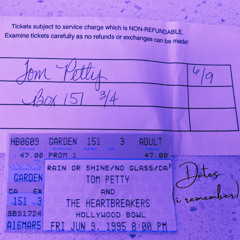 Tickets subject to service charge which is NON-REFUNDABLE.
Examine tickets carefully as no refunds or exchanges can be made!
Tom Petty 6/9
Box 151 3/4
HB0609 GARDEN 151 3 ADULT
47.00 PROM 1 47.00
RAIN OR SHINE/NO GLASS/CA
GARDEN TOM PETTY
CA 6X AND
151 3 THE HEARTBREAKERS
SBS1724 HOLLYWOOD BOWL
A16MAR5 FRI JUN 9, 1995 8:00 PM
Dates
i remember